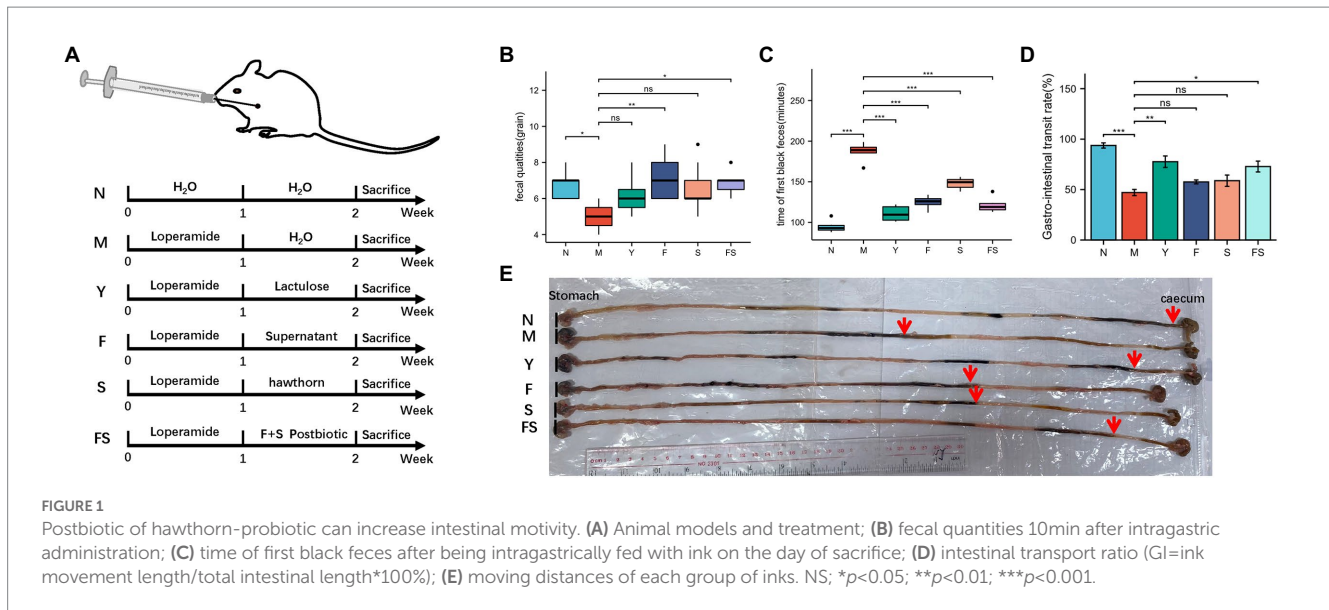 A
N
H₂O
H₂O
Sacrifice
0
1
2
Week
M
Loperamide
H₂O
Sacrifice
0
1
2
Week
Y
Loperamide
Lactulose
Sacrifice
0
1
2
Week
F
Loperamide
Supernatant
Sacrifice
0
1
2
Week
S
Loperamide
hawthorn
Sacrifice
0
1
2
Week
FS
Loperamide
F+S Postbiotic
Sacrifice
0
1
2
Week
B
fecal quatities(grain)
12
10
8
6
4
*
ns
**
ns
*
N M Y F S FS
C
time of first black feces(minutes)
250
200
150
100
***
***
***
***
***
N M Y F S FS
D
Gastro-intestinal transit rate(%)
150
100
50
0
*
ns
ns
**
***
N M Y F S FS
E
Stomach
caecum
N
M
Y
F
S
FS
FIGURE 1
Postbiotic of hawthorn-probiotic can increase intestinal motivity. (A) Animal models and treatment; (B) fecal quantities 10min after intragastric
administration; (C) time of first black feces after being intragastrically fed with ink on the day of sacrifice; (D) intestinal transport ratio (GI=ink
movement length/total intestinal length*100%); (E) moving distances of each group of inks. NS; *p<0.05; **p<0.01; ***p<0.001.